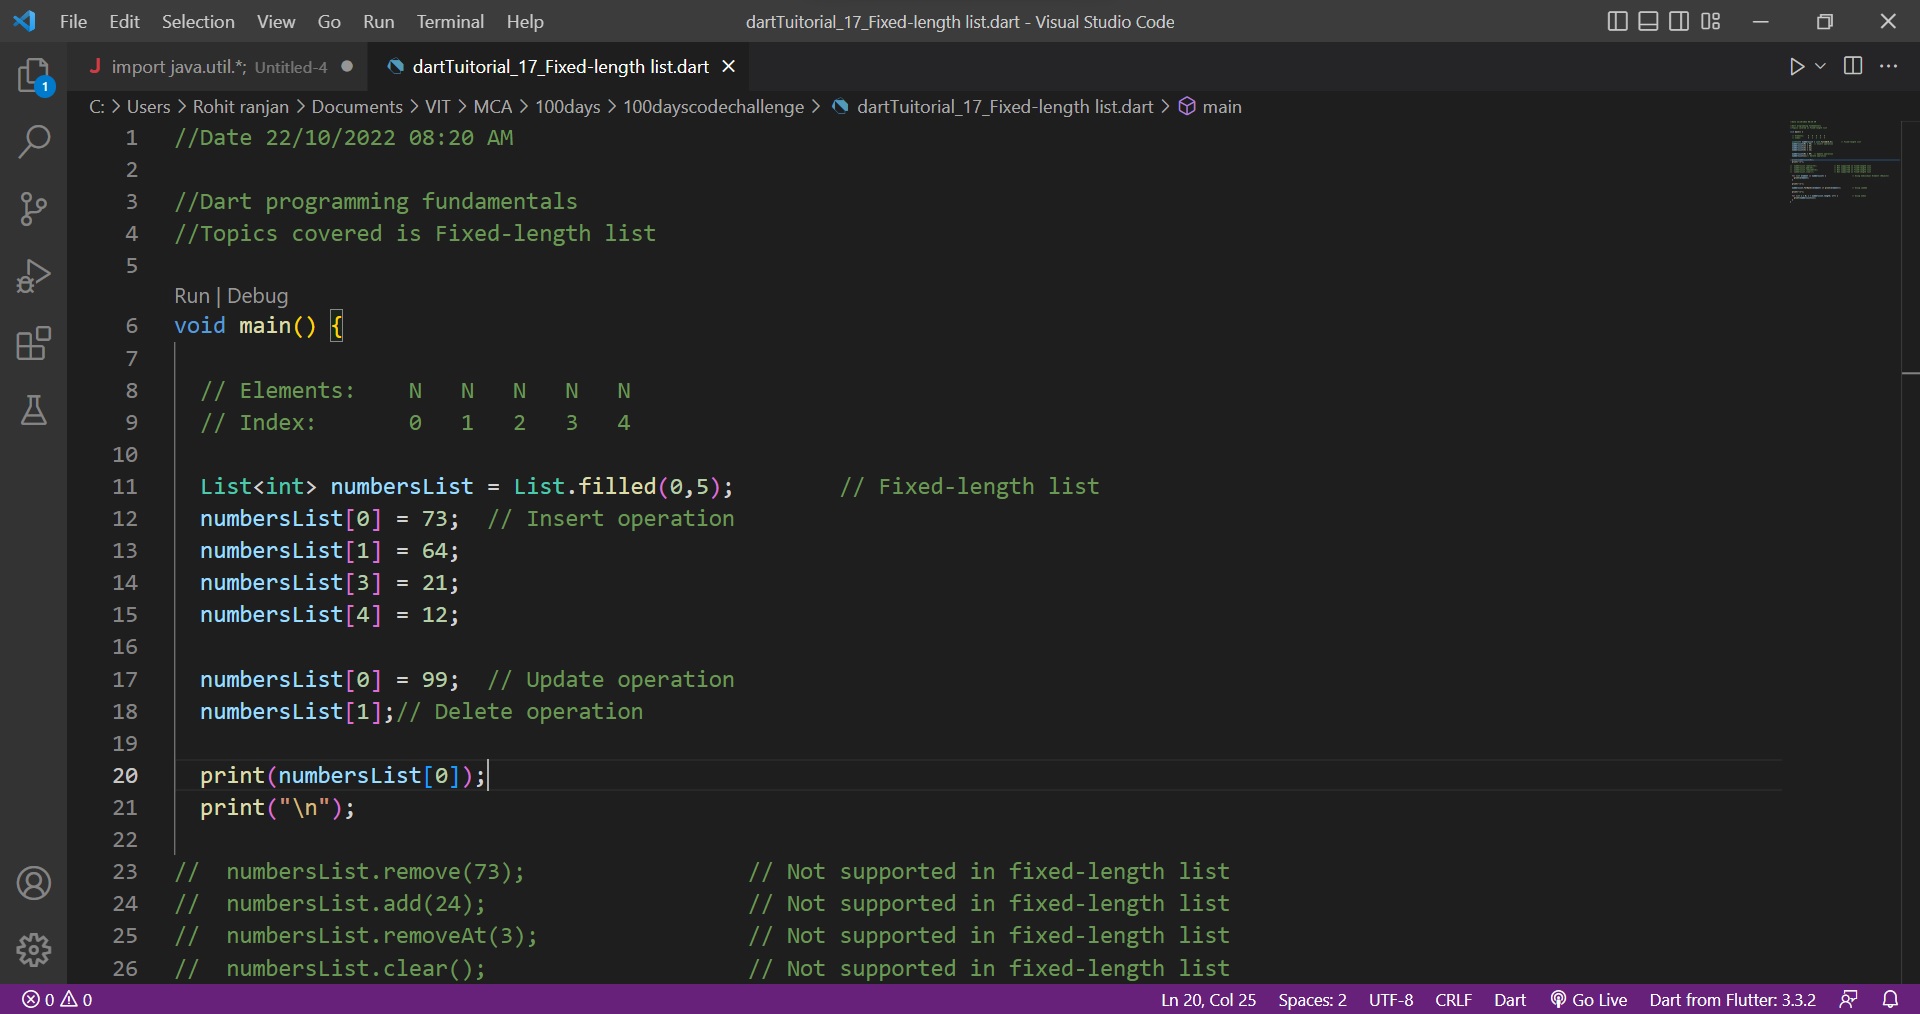 File Edit Selection View Go Run Terminal Help dartTuitorial_17_Fixed-length list.dart - Visual Studio Code
J import java.util.*; Untitled-4 dartTuitorial_17_Fixed-length list.dart
1
C: > Users > Rohit ranjan > Documents > VIT > MCA > 100days > 100dayscodechallenge > dartTuitorial_17_Fixed-length list.dart > main
1 //Date 22/10/2022 08:20 AM
2
3 //Dart programming fundamentals
4 //Topics covered is Fixed-length list
5
Run | Debug
6 void main() {
7
8 // Elements: N N N N N
9 // Index: 0 1 2 3 4
10
11 List<int> numbersList = List.filled(0,5); // Fixed-length list
12 numbersList[0] = 73; // Insert operation
13 numbersList[1] = 64;
14 numbersList[3] = 21;
15 numbersList[4] = 12;
16
17 numbersList[0] = 99; // Update operation
18 numbersList[1];// Delete operation
19
20 print(numbersList[0]);
21 print("\n");
22
23 // numbersList.remove(73); // Not supported in fixed-length list
24 // numbersList.add(24); // Not supported in fixed-length list
25 // numbersList.removeAt(3); // Not supported in fixed-length list
26 // numbersList.clear(); // Not supported in fixed-length list
0 0 Ln 20, Col 25 Spaces: 2 UTF-8 CRLF Dart Go Live Dart from Flutter: 3.3.2